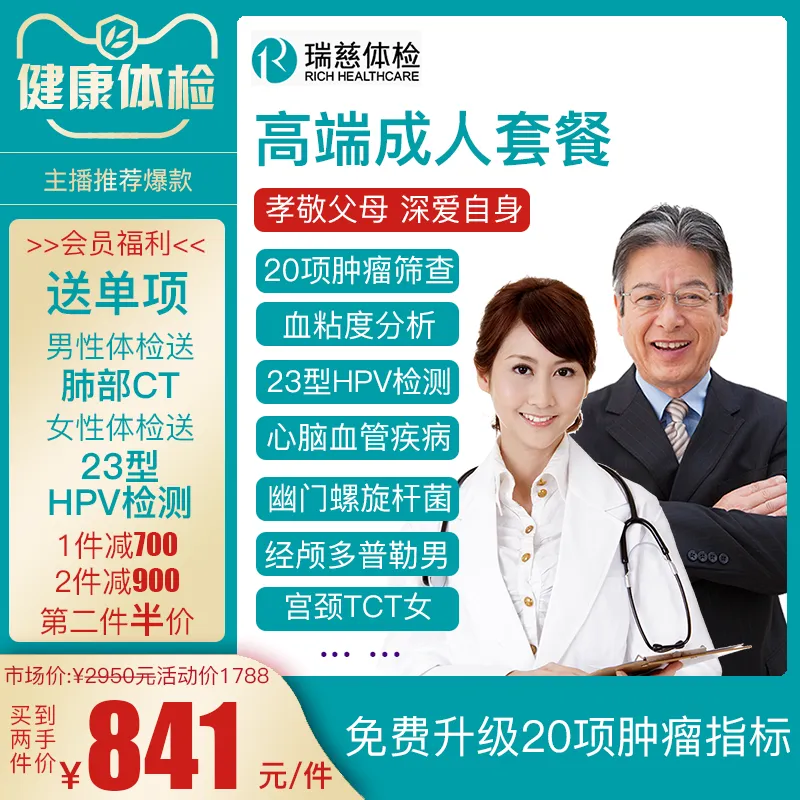 健康体检
主播推荐爆款
>>会员福利<<
送单项
男性体检送
肺部CT
女性体检送
23型
HPV检测
1件减700
2件减900
第二件半价
瑞慈体检
RICH HEALTHCARE
高端成人套餐
孝敬父母 深爱自身
20项肿瘤筛查
血粘度分析
23型HPV检测
心脑血管疾病
幽门螺旋杆菌
经颅多普勒男
宫颈TCT女
... ...
市场价:¥2950元活动价1788
买两件
到手价
¥841元/件
免费升级20项肿瘤指标